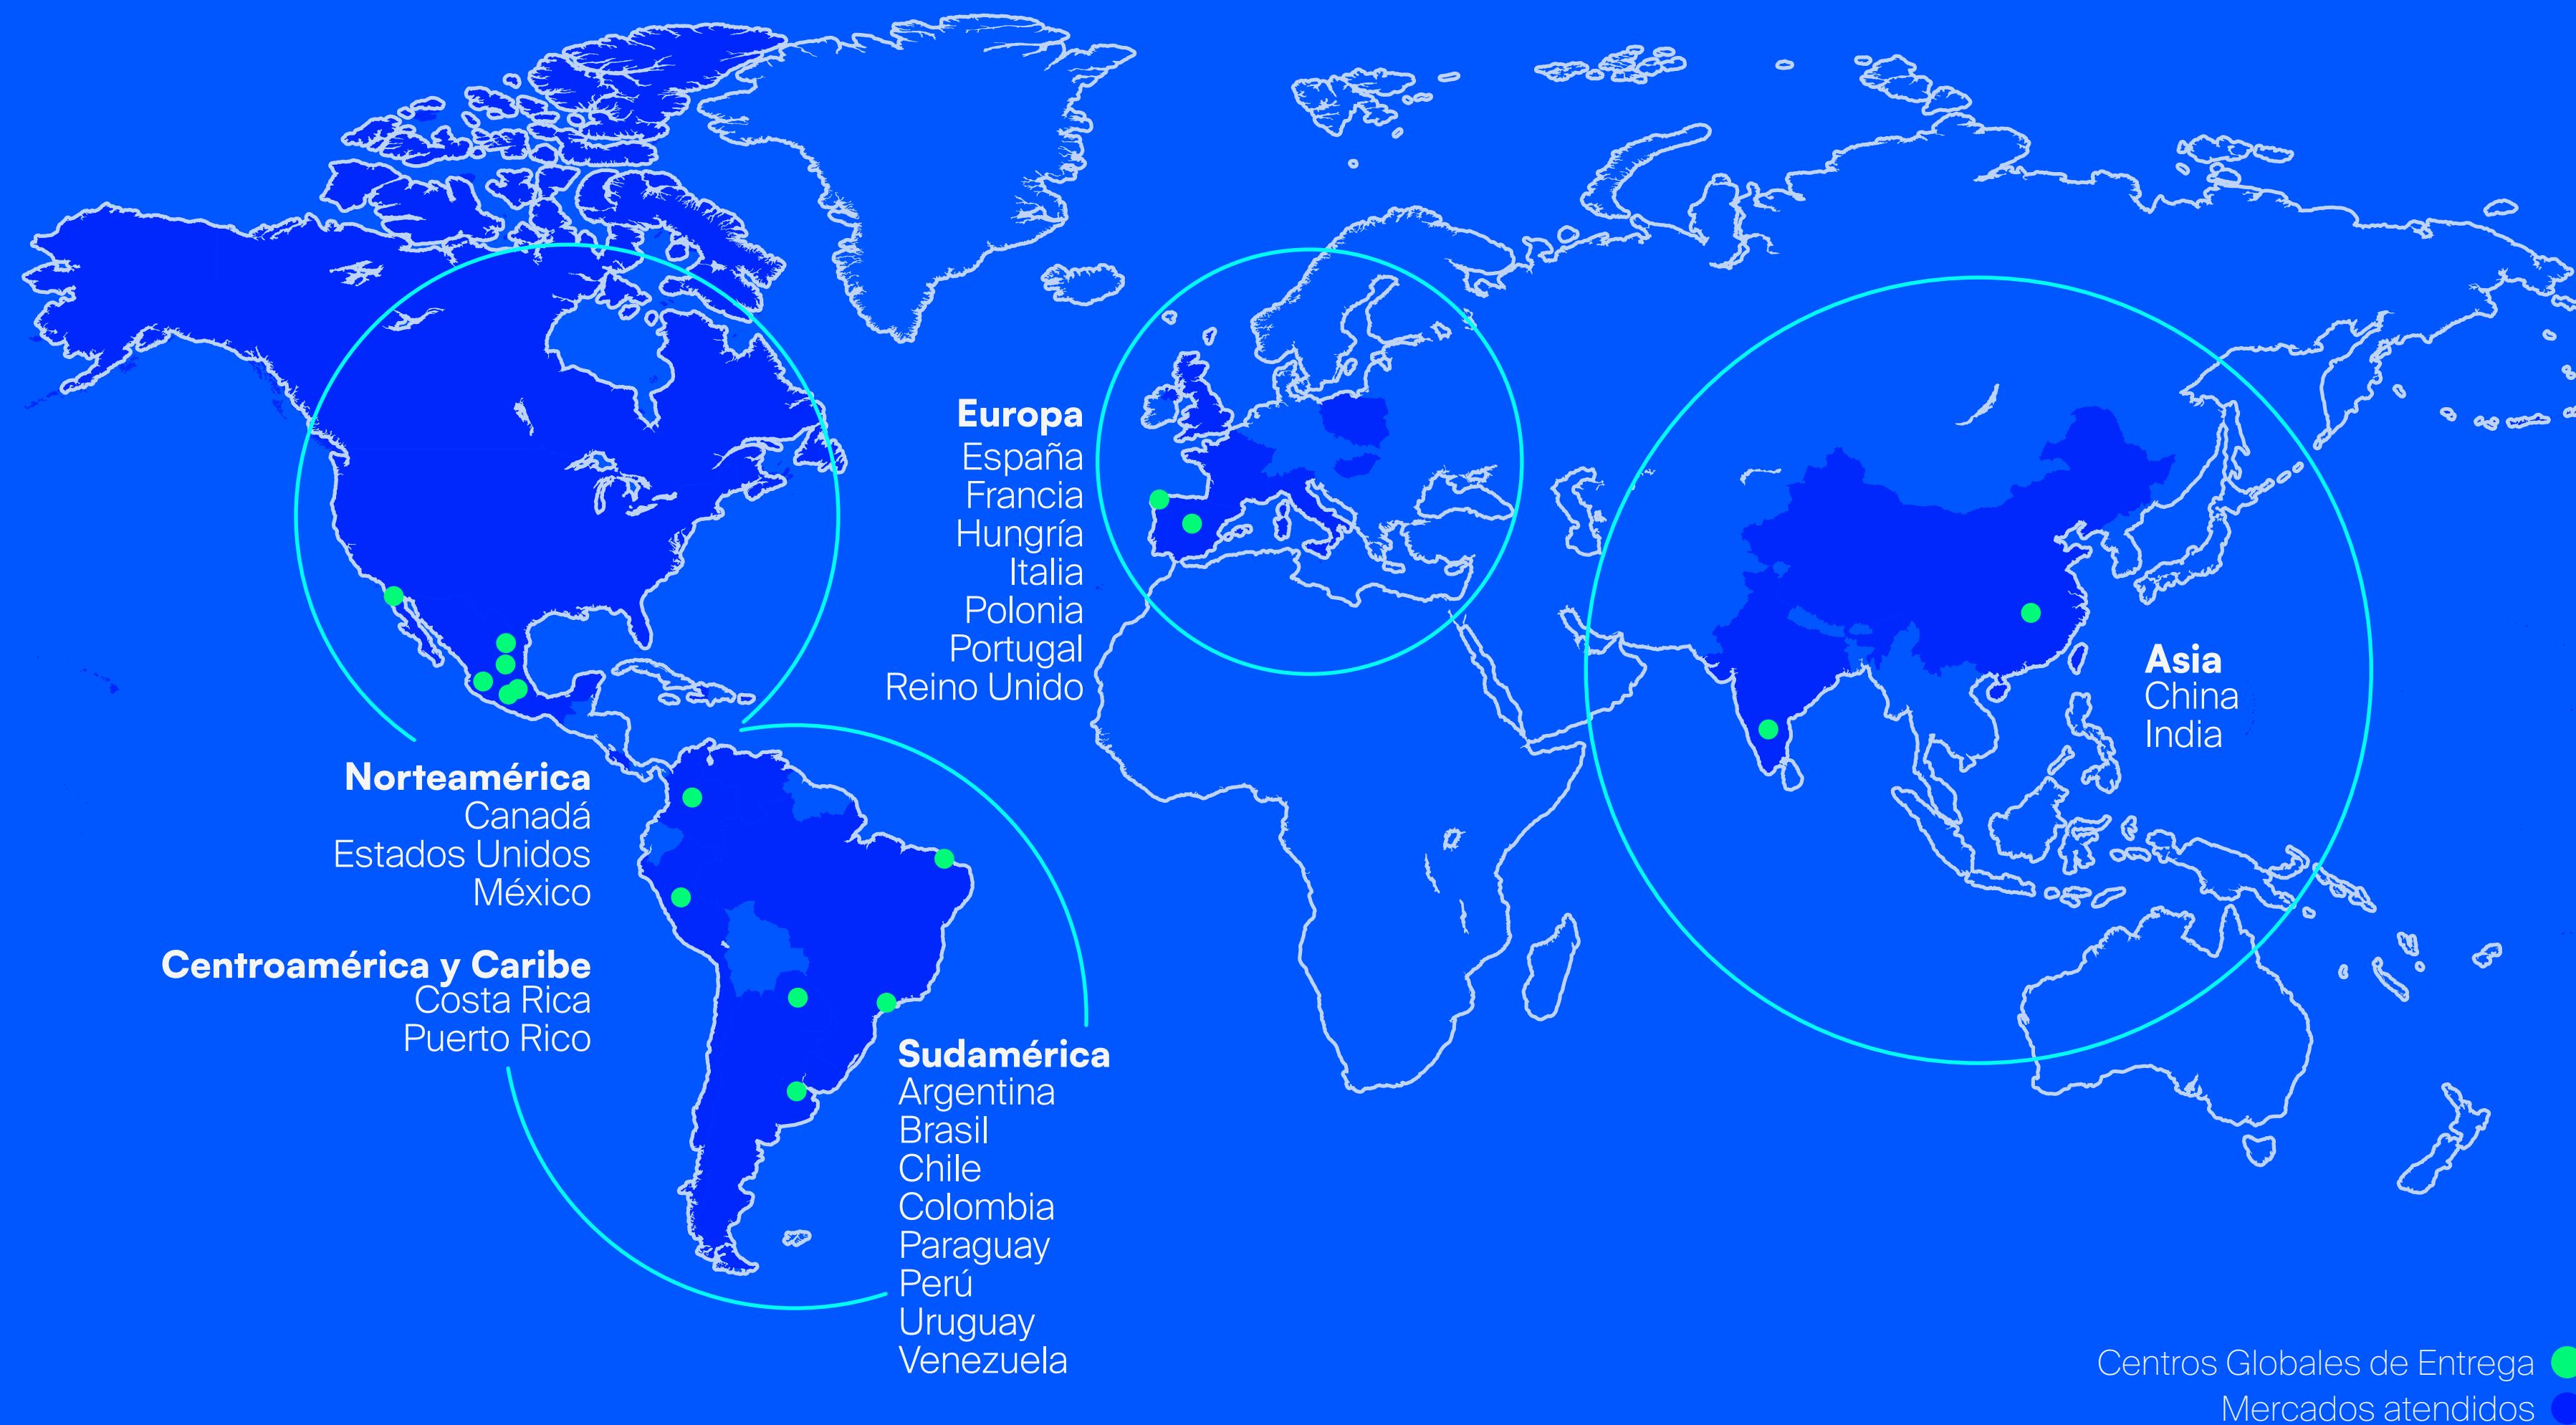 Europa
España
Francia
Hungría
Italia
Polonia
Portugal
Reino Unido
Asia
China
India
Norteamérica
Canadá
Estados Unidos
México
Centroamérica y Caribe
Costa Rica
Puerto Rico
Sudamérica
Argentina
Brasil
Chile
Colombia
Paraguay
Perú
Uruguay
Venezuela
Centros Globales de Entrega
Mercados atendidos